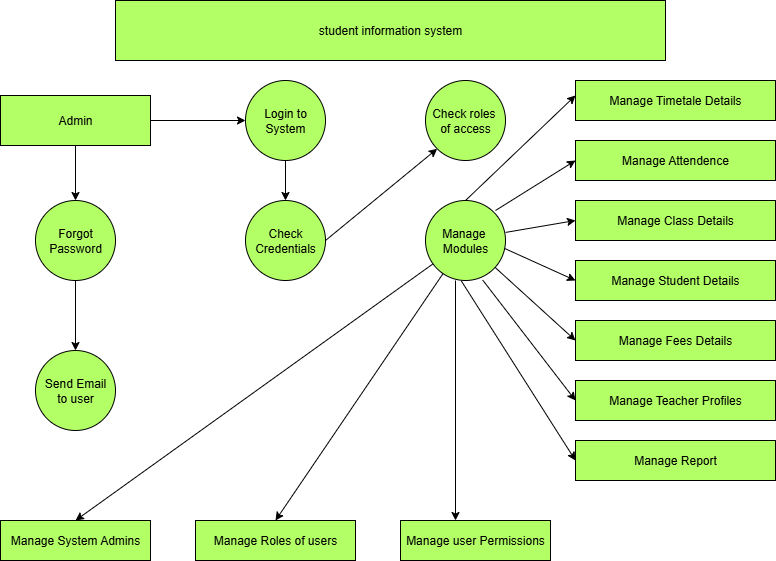 student information system
Admin
Login to
System
Check roles
of access
Manage Timetale Details
Manage Attendence
Forgot
Password
Check
Credentials
Manage
Modules
Manage Class Details
Manage Student Details
Manage Fees Details
Send Email
to user
Manage Teacher Profiles
Manage Report
Manage System Admins
Manage Roles of users
Manage user Permissions